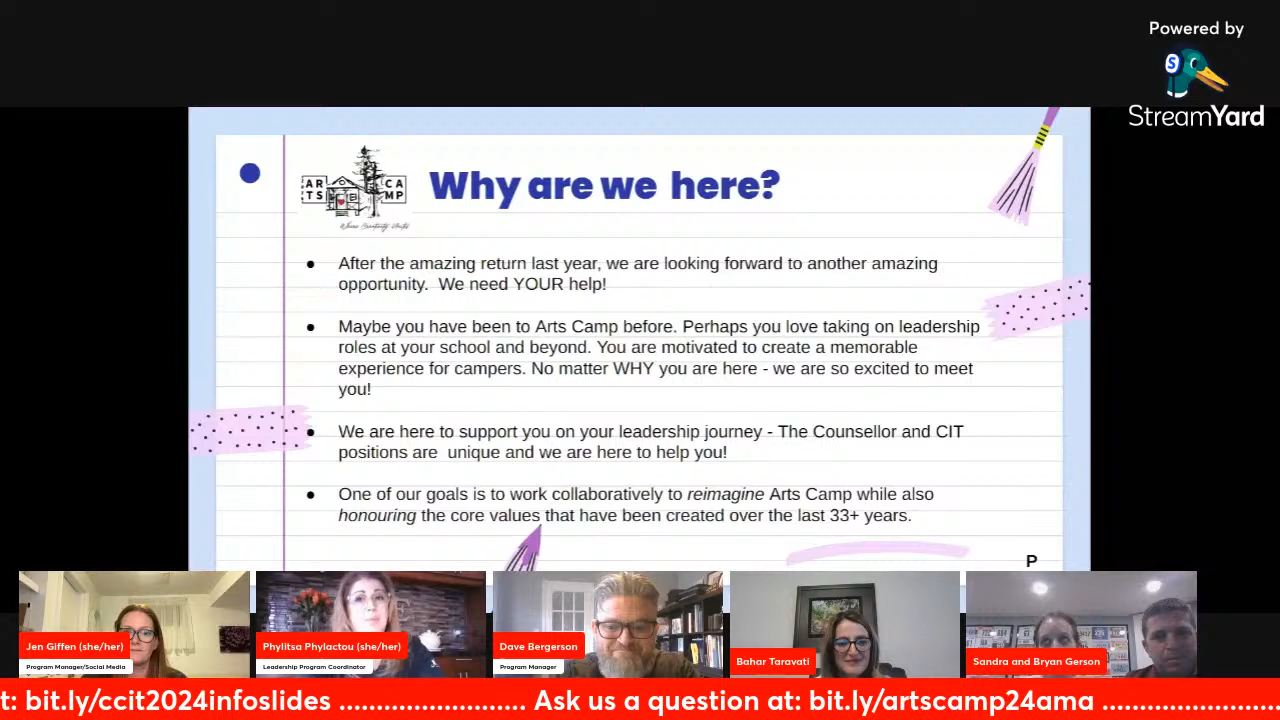 Powered by
S
StreamYard
AR
TS
CA
MP
Where Creativity Unites
Why are we here?
● After the amazing return last year, we are looking forward to another amazing
opportunity.  We need YOUR help!
● Maybe you have been to Arts Camp before. Perhaps you love taking on leadership
roles at your school and beyond. You are motivated to create a memorable
experience for campers. No matter WHY you are here - we are so excited to meet
you!
● We are here to support you on your leadership journey - The Counsellor and CIT
positions are  unique and we are here to help you!
● One of our goals is to work collaboratively to reimagine Arts Camp while also
honouring the core values that have been created over the last 33+ years.
P
Jen Giffen (she/her)
Program Manager/Social Media
Phylitsa Phylactou (she/her)
Leadership Program Coordinator
Dave Bergerson
Program Manager
Bahar Taravati
Sandra and Bryan Gerson
t: bit.ly/ccit2024infoslides ......................... Ask us a question at: bit.ly/artscamp24ama ........................